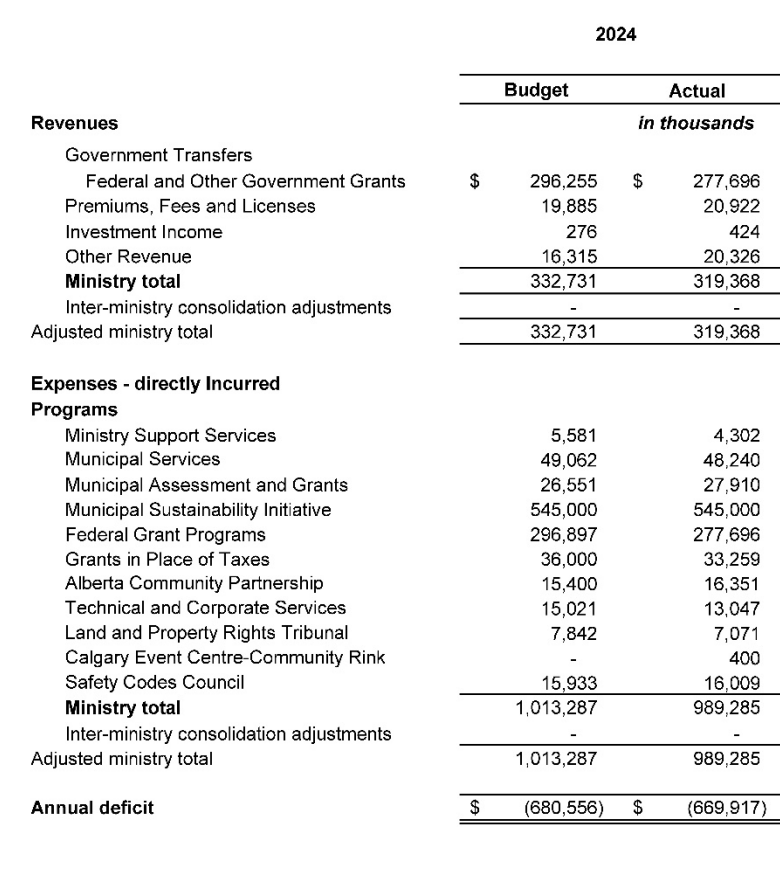 2024
Budget Actual
Revenues in thousands
Government Transfers
Federal and Other Government Grants $ 296,255 $ 277,696
Premiums, Fees and Licenses 19,885 20,922
Investment Income 276 424
Other Revenue 16,315 20,326
Ministry total 332,731 319,368
Inter-ministry consolidation adjustments - -
Adjusted ministry total 332,731 319,368
Expenses - directly Incurred
Programs
Ministry Support Services 5,581 4,302
Municipal Services 49,062 48,240
Municipal Assessment and Grants 26,551 27,910
Municipal Sustainability Initiative 545,000 545,000
Federal Grant Programs 296,897 277,696
Grants in Place of Taxes 36,000 33,259
Alberta Community Partnership 15,400 16,351
Technical and Corporate Services 15,021 13,047
Land and Property Rights Tribunal 7,842 7,071
Calgary Event Centre-Community Rink - 400
Safety Codes Council 15,933 16,009
Ministry total 1,013,287 989,285
Inter-ministry consolidation adjustments - -
Adjusted ministry total 1,013,287 989,285
Annual deficit $ (680,556) $ (669,917)